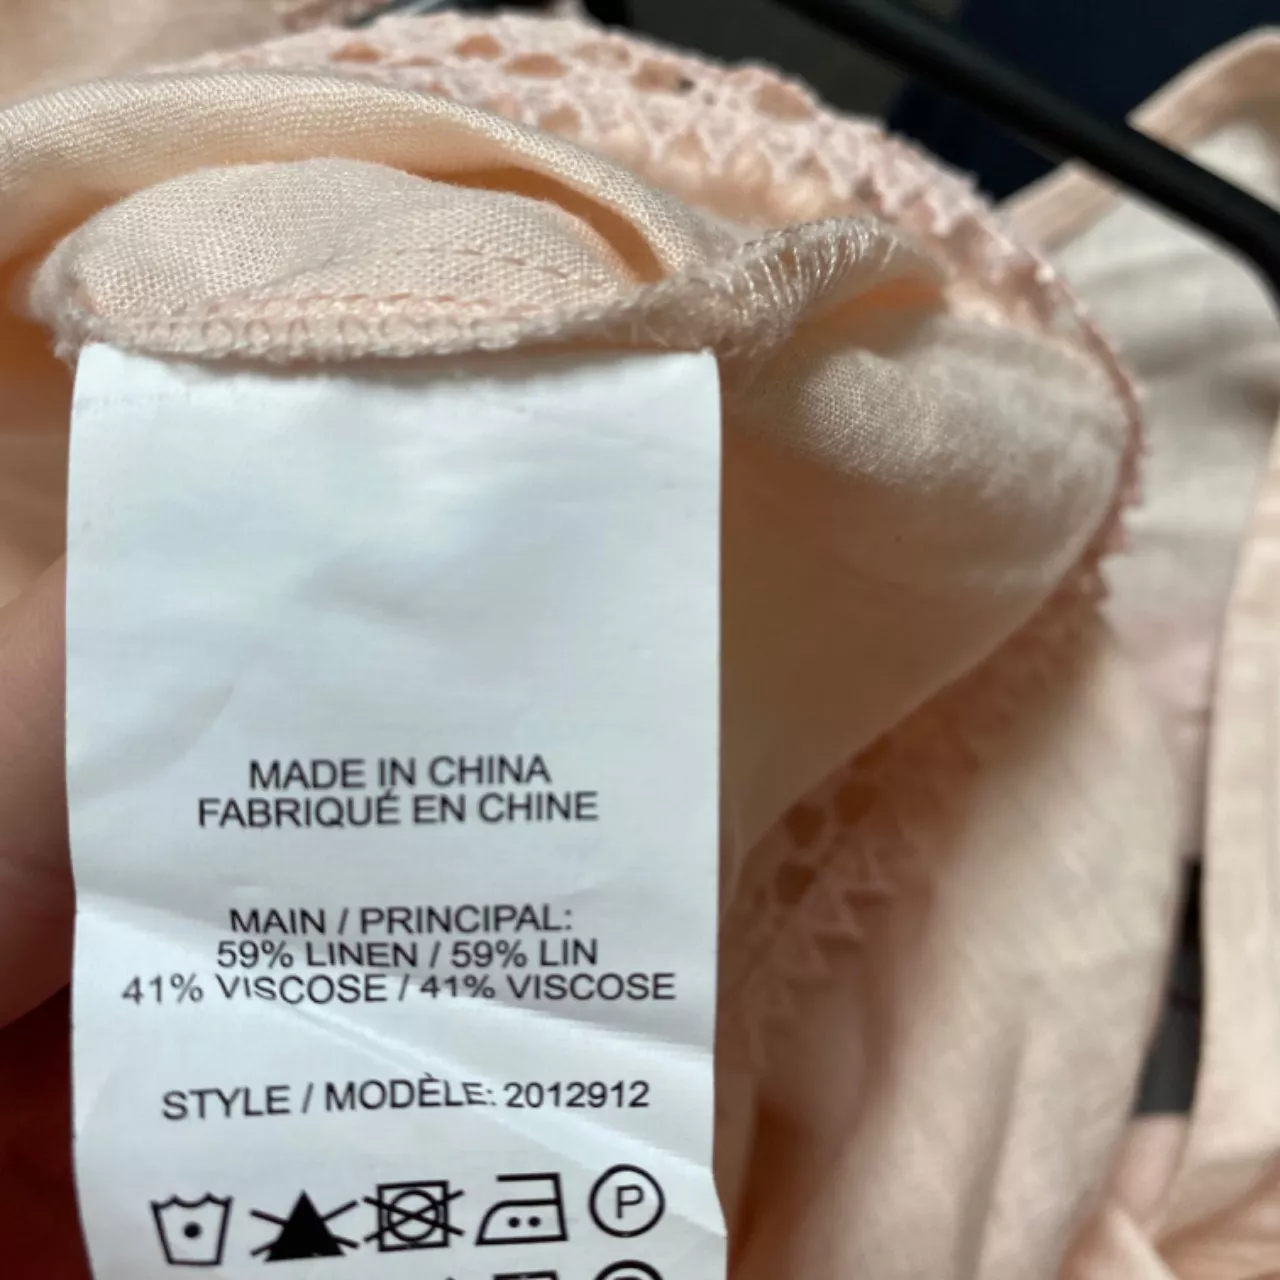 MADE IN CHINA
FABRIQUÉ EN CHINE
MAIN / PRINCIPAL:
59% LINEN / 59% LIN
41% VISCOSE / 41% VISCOSE
STYLE / MODÈLE: 2012912
P